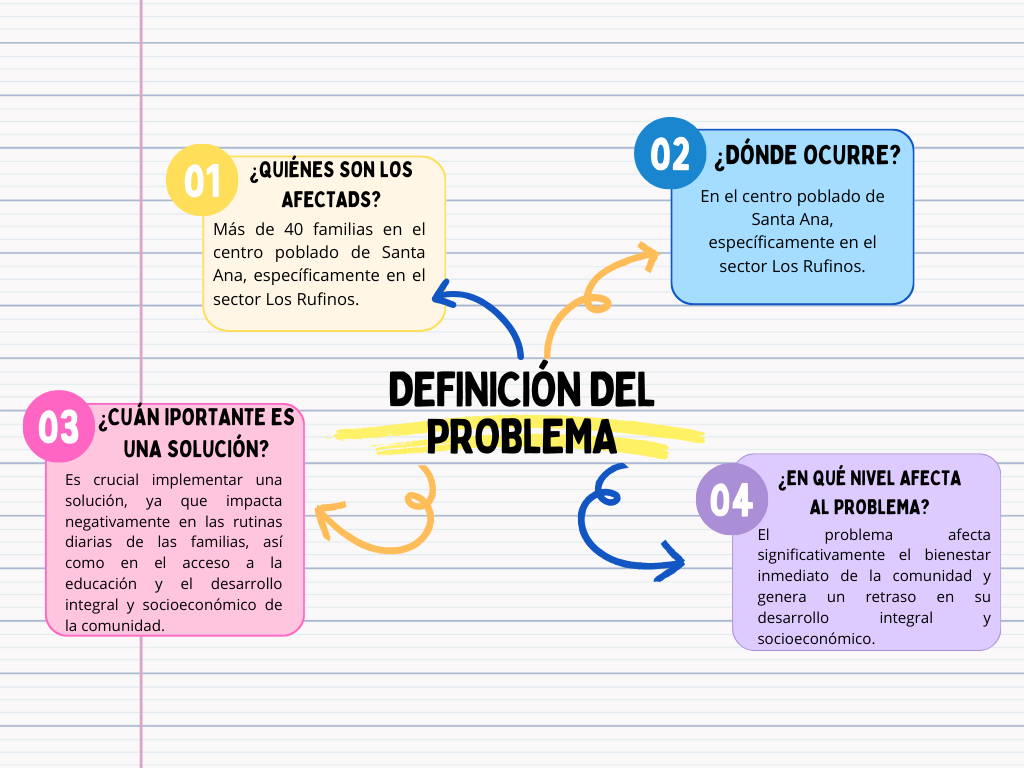 01
¿QUIÉNES SON LOS
AFECTADS?
Más de 40 familias en el
centro poblado de Santa
Ana, específicamente en el
sector Los Rufinos.
02
¿DÓNDE OCURRE?
En el centro poblado de
Santa Ana,
específicamente en el
sector Los Rufinos.
DEFINICIÓN DEL
PROBLEMA
03
¿CUÁN IPORTANTE ES
UNA SOLUCIÓN?
Es crucial implementar una
solución, ya que impacta
negativamente en las rutinas
diarias de las familias, así
como en el acceso a la
educación y el desarrollo
integral y socioeconómico de
la comunidad.
04
¿EN QUÉ NIVEL AFECTA
AL PROBLEMA?
El problema afecta
significativamente el bienestar
inmediato de la comunidad y
genera un retraso en su
desarrollo integral y
socioeconómico.